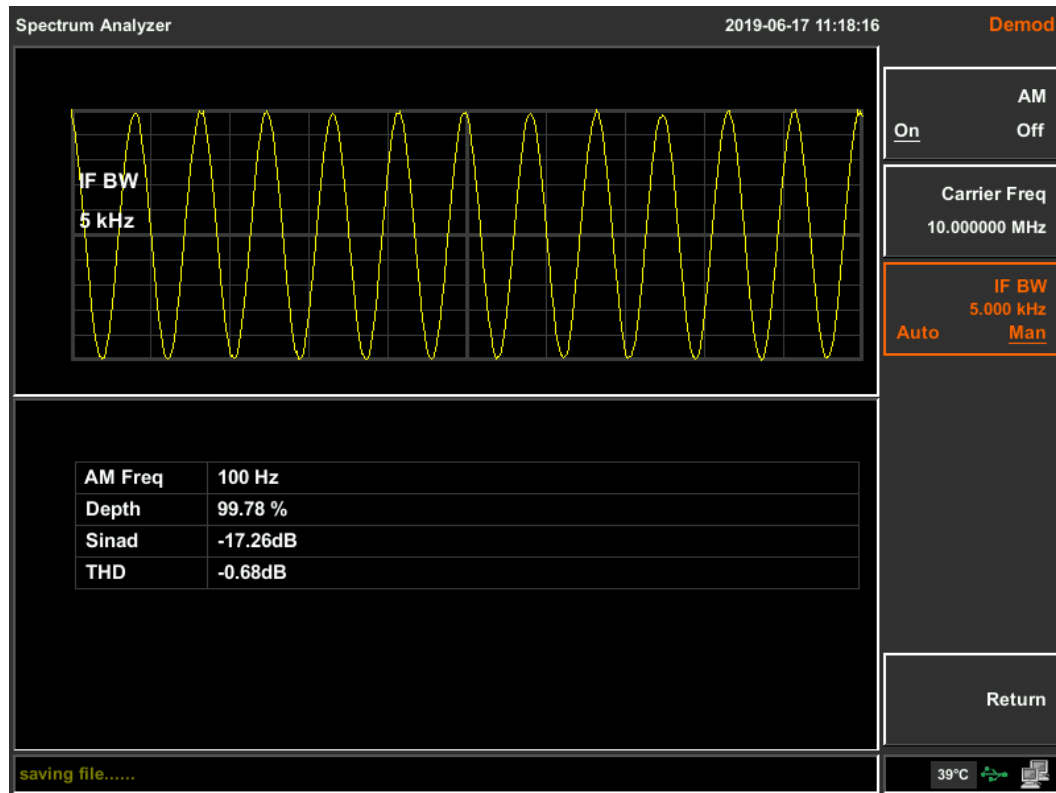 Spectrum Analyzer
2019-06-17 11:18:16
Demod
IF BW
5 kHz
AM
On Off
Carrier Freq
10.000000 MHz
IF BW
5.000 kHz
Auto Man
AM Freq 100 Hz
Depth 99.78 %
Sinad -17.26dB
THD -0.68dB
Return
saving file......
39°C